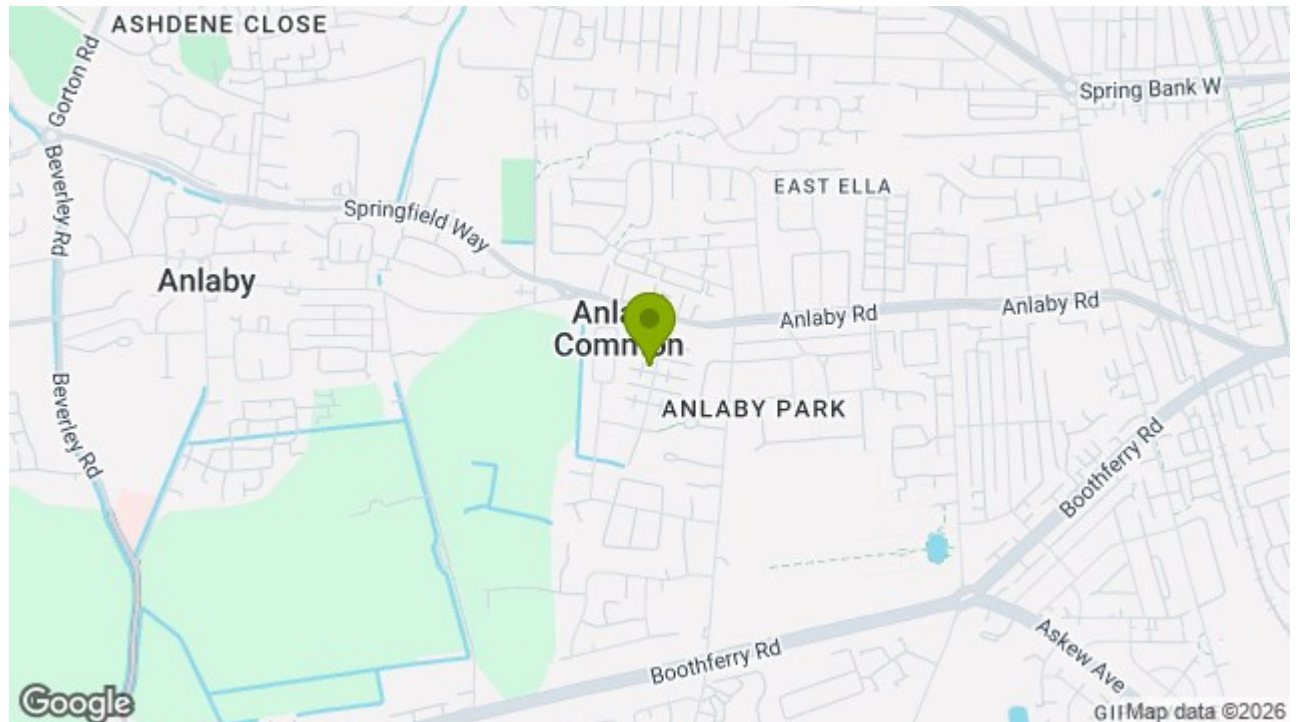 ASHDENE CLOSE
Gorton Rd
Spring Bank W
Beverley Rd
EAST ELLA
Springfield Way
Anlaby
Anlaby Rd
Anlaby Rd
Common
ANLABY PARK
Beverley Rd
Boothferry Rd
Boothferry Rd
Askew Ave
Google
Map data ©2026